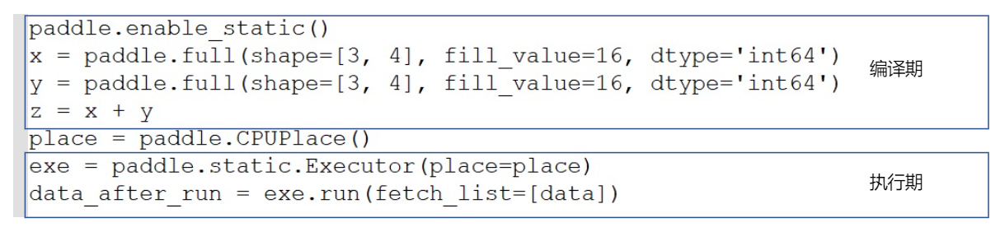 paddle.enable_static()
x = paddle.full(shape=[3, 4], fill_value=16, dtype='int64')
编译期
y = paddle.full(shape=[3, 4], fill_value=16, dtype='int64')
z = x + y
place = paddle.CPUPlace()
exe = paddle.static.Executor(place=place)
执行期
data_after_run = exe.run(fetch_list=[data])